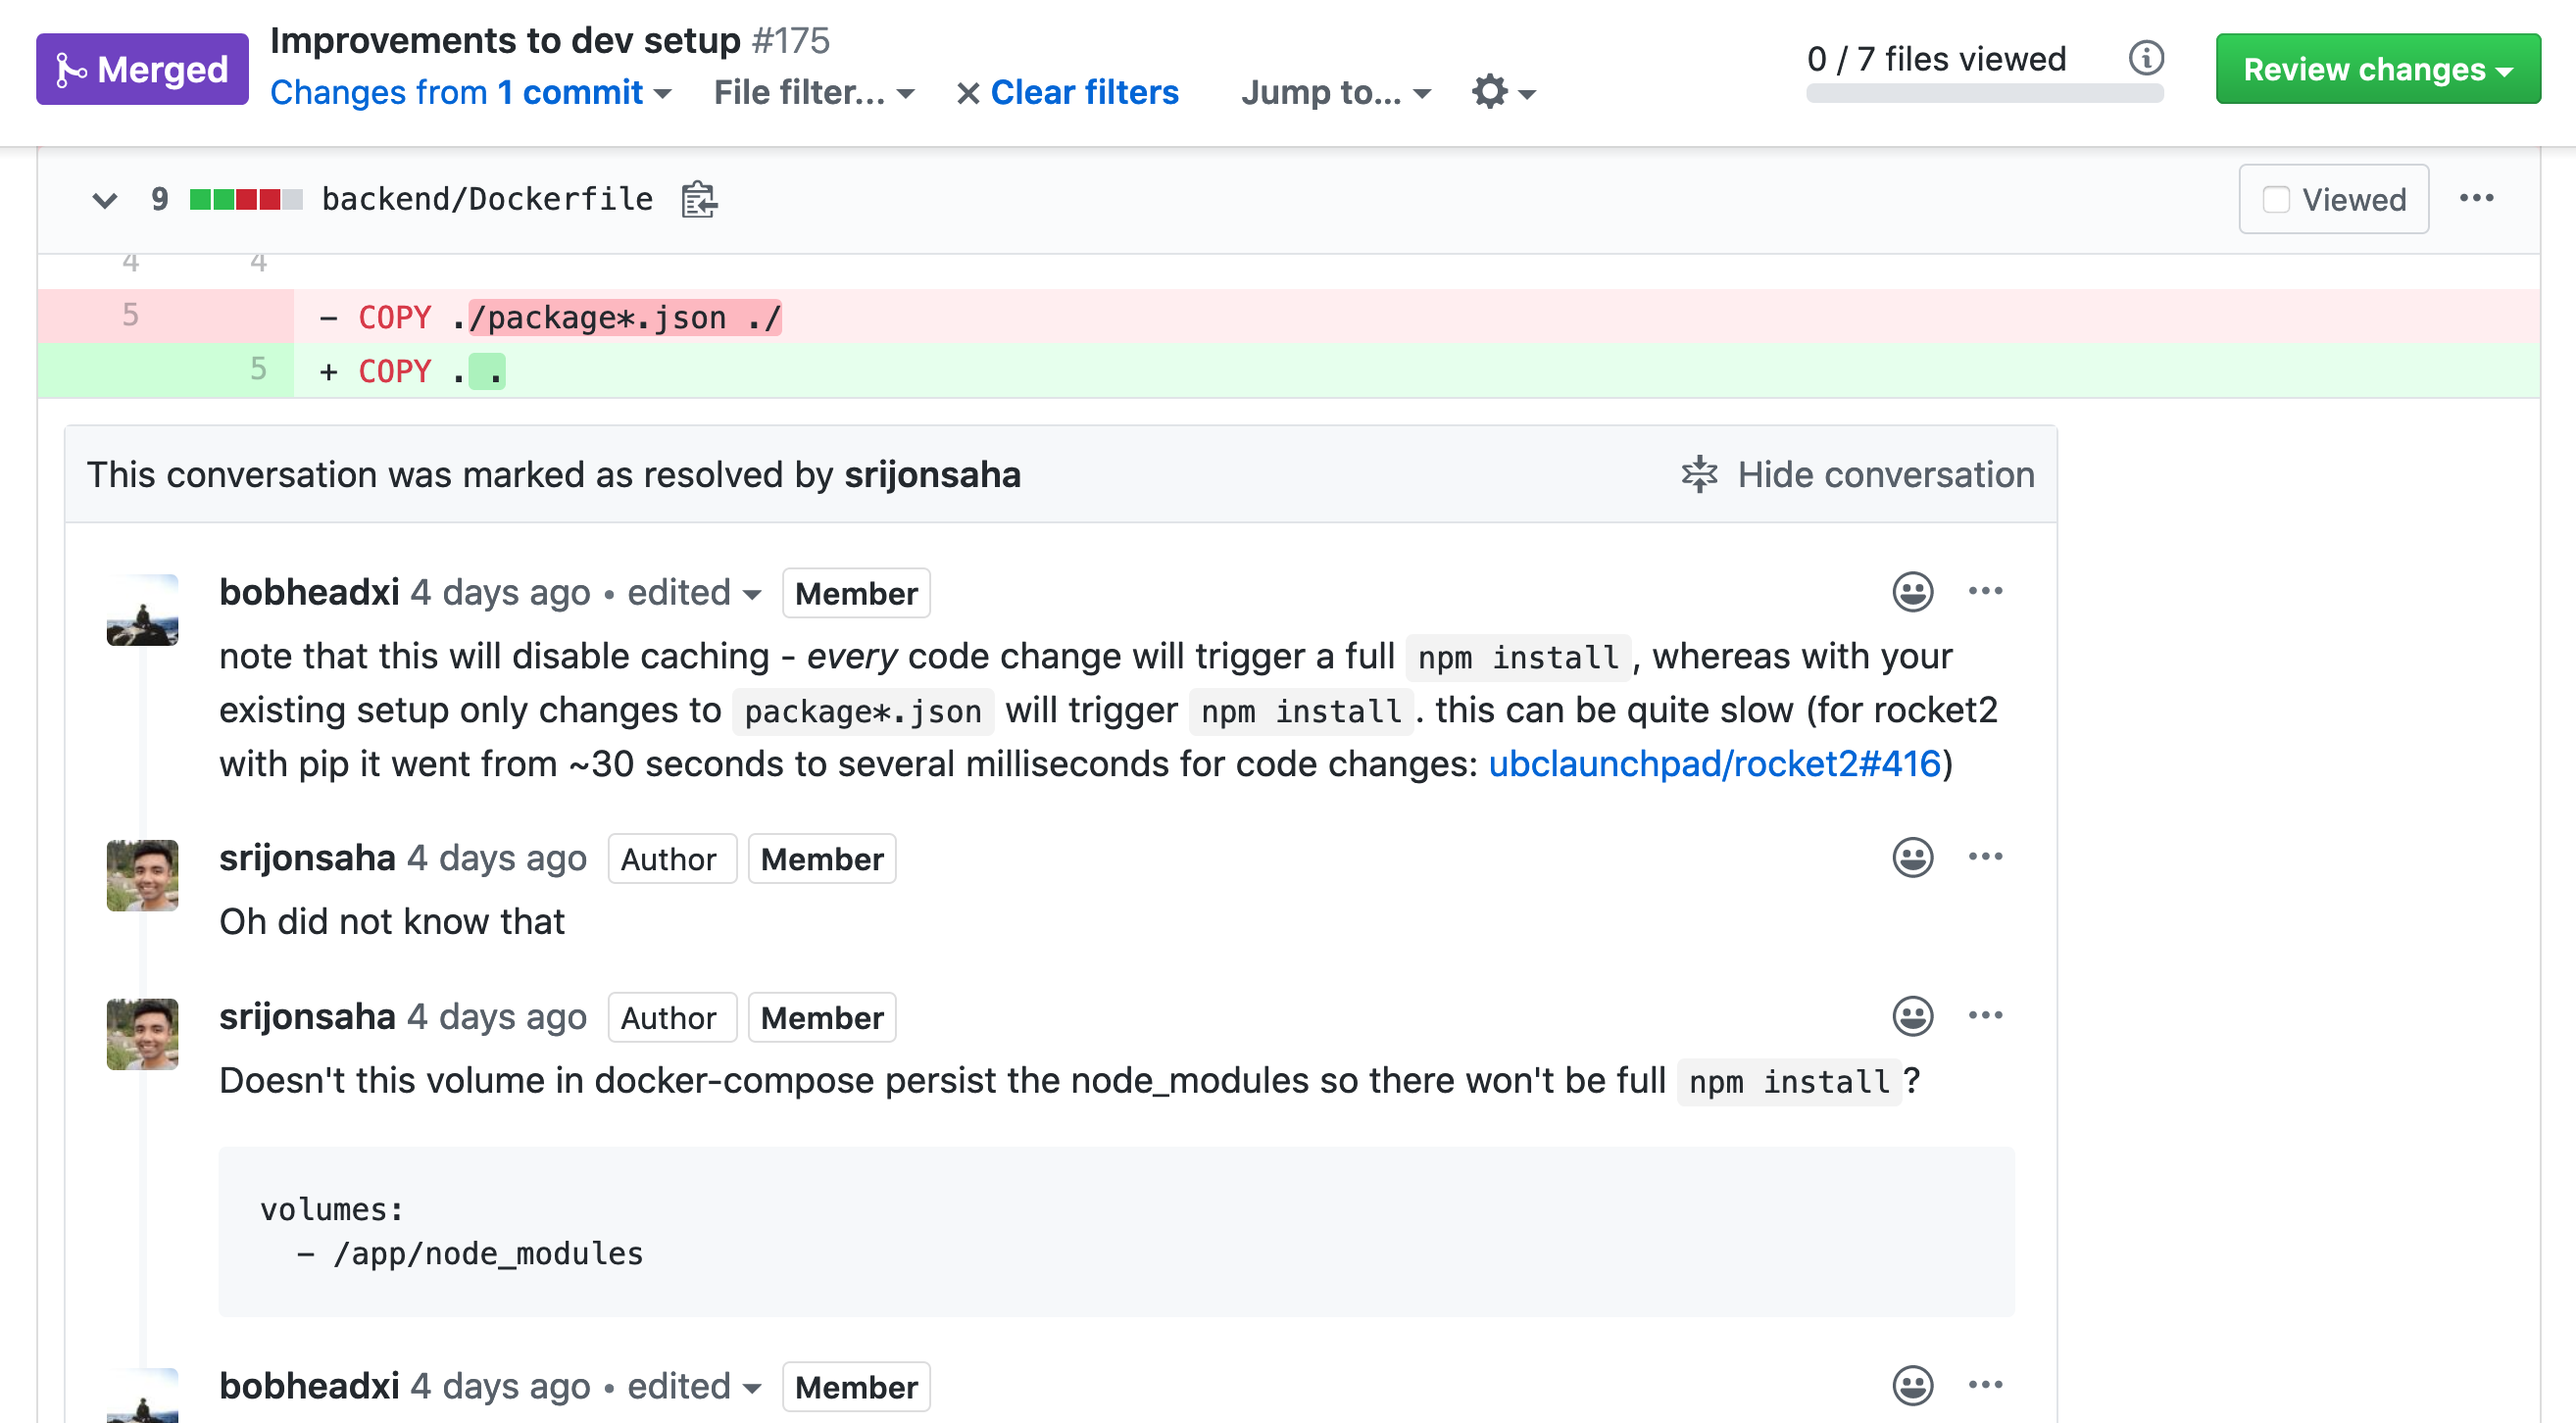 Merged
Improvements to dev setup #175
Changes from 1 commit File filter... × Clear filters Jump to...
0 / 7 files viewed
Review changes
9 backend/Dockerfile
Viewed
4 4
5 - COPY ./package*.json ./
5 + COPY . .
This conversation was marked as resolved by srijonsaha
Hide conversation
bobheadxi 4 days ago • edited Member
note that this will disable caching - every code change will trigger a full npm install, whereas with your
existing setup only changes to package*.json will trigger npm install. this can be quite slow (for rocket2
with pip it went from ~30 seconds to several milliseconds for code changes: ubclaunchpad/rocket2#416)
srijonsaha 4 days ago Author Member
Oh did not know that
srijonsaha 4 days ago Author Member
Doesn't this volume in docker-compose persist the node_modules so there won't be full npm install?
volumes:
  - /app/node_modules
bobheadxi 4 days ago • edited Member